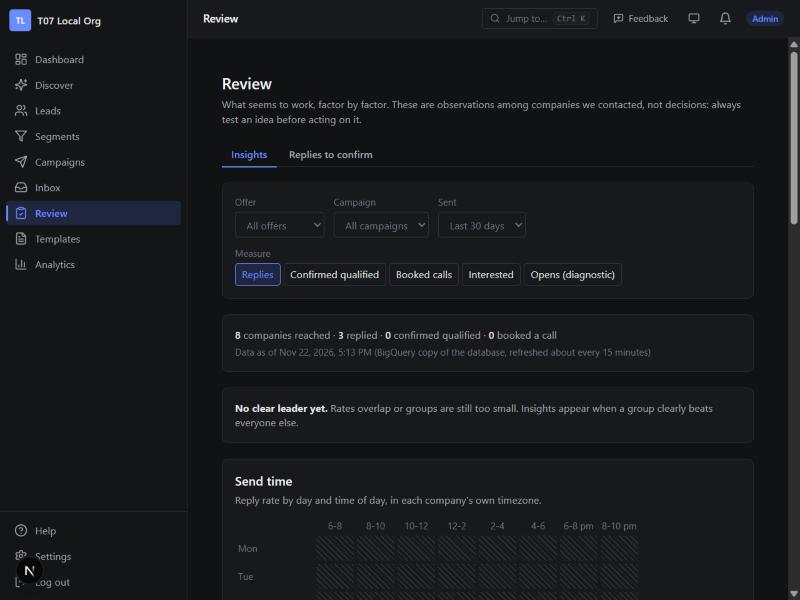 TL T07 Local Org
Review
Jump to... Ctrl K
Feedback
Admin
Dashboard
Discover
Leads
Segments
Campaigns
Inbox
Review
Templates
Analytics
Help
Settings
N
Log out
Review
What seems to work, factor by factor. These are observations among companies we contacted, not decisions: always
test an idea before acting on it.
Insights Replies to confirm
Offer Campaign Sent
All offers All campaigns Last 30 days
Measure
Replies Confirmed qualified Booked calls Interested Opens (diagnostic)
8 companies reached · 3 replied · 0 confirmed qualified · 0 booked a call
Data as of Nov 22, 2026, 5:13 PM (BigQuery copy of the database, refreshed about every 15 minutes)
No clear leader yet. Rates overlap or groups are still too small. Insights appear when a group clearly beats
everyone else.
Send time
Reply rate by day and time of day, in each company's own timezone.
6-8 8-10 10-12 12-2 2-4 4-6 6-8 pm 8-10 pm
Mon
Tue